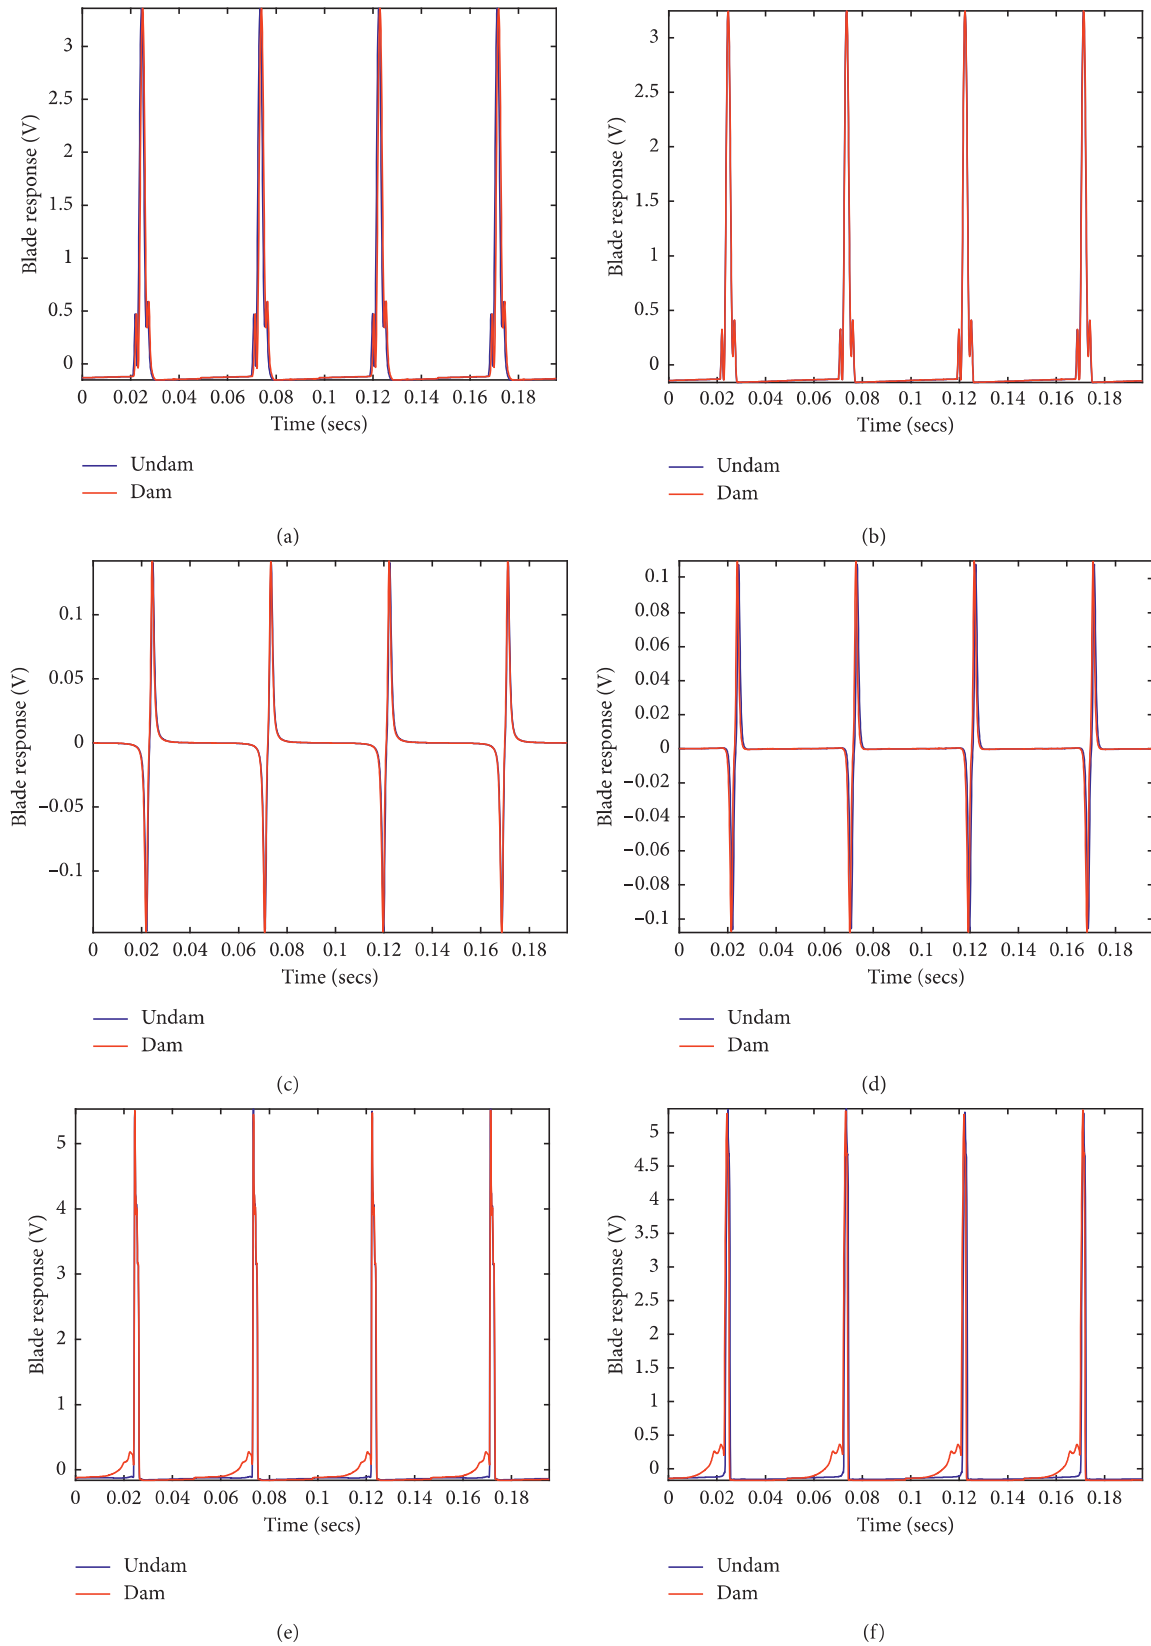 3
2.5
2
1.5
1
0.5
0
Blade response (V)
0 0.02 0.04 0.06 0.08 0.1 0.12 0.14 0.16 0.18
Time (secs)
Undam
Dam
(a)
3
2.5
2
1.5
1
0.5
0
Blade response (V)
0 0.02 0.04 0.06 0.08 0.1 0.12 0.14 0.16 0.18
Time (secs)
Undam
Dam
(b)
0.1
0.05
0
−0.05
−0.1
Blade response (V)
0 0.02 0.04 0.06 0.08 0.1 0.12 0.14 0.16 0.18
Time (secs)
Undam
Dam
(c)
0.1
0.08
0.06
0.04
0.02
0
−0.02
−0.04
−0.06
−0.08
−0.1
Blade response (V)
0 0.02 0.04 0.06 0.08 0.1 0.12 0.14 0.16 0.18
Time (secs)
Undam
Dam
(d)
5
4
3
2
1
0
Blade response (V)
0 0.02 0.04 0.06 0.08 0.1 0.12 0.14 0.16 0.18
Time (secs)
Undam
Dam
(e)
5
4.5
4
3.5
3
2.5
2
1.5
1
0.5
0
Blade response (V)
0 0.02 0.04 0.06 0.08 0.1 0.12 0.14 0.16 0.18
Time (secs)
Undam
Dam
(f)